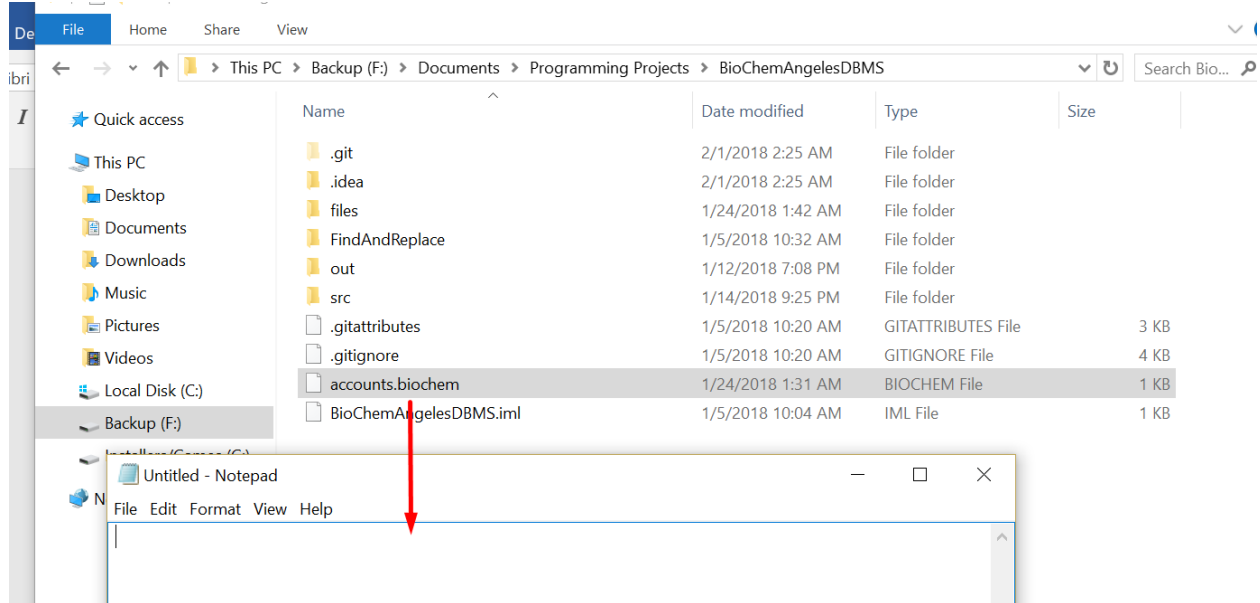 De
File Home Share View
ibri
This PC > Backup (F:) > Documents > Programming Projects > BioChemAngelesDBMS
Search Bio...
I
Quick access
This PC
Desktop
Documents
Downloads
Music
Pictures
Videos
Local Disk (C:)
Backup (F:)
N
Name Date modified Type Size
.git 2/1/2018 2:25 AM File folder
.idea 2/1/2018 2:25 AM File folder
files 1/24/2018 1:42 AM File folder
FindAndReplace 1/5/2018 10:32 AM File folder
out 1/12/2018 7:08 PM File folder
src 1/14/2018 9:25 PM File folder
.gitattributes 1/5/2018 10:20 AM GITATTRIBUTES File 3 KB
.gitignore 1/5/2018 10:20 AM GITIGNORE File 4 KB
accounts.biochem 1/24/2018 1:31 AM BIOCHEM File 1 KB
BioChemAngelesDBMS.iml 1/5/2018 10:04 AM IML File 1 KB
Untitled - Notepad
File Edit Format View Help